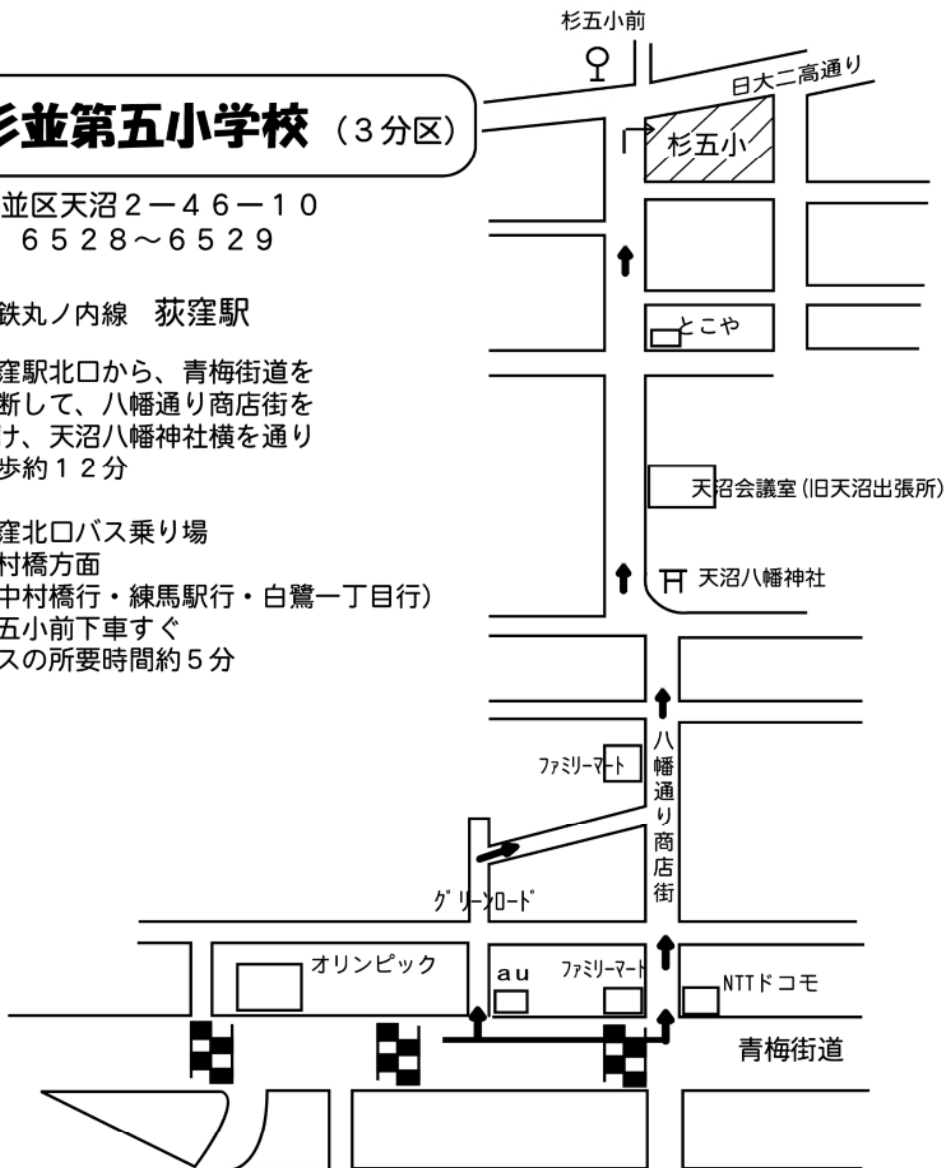 杉五小前
日大二高通り
杉並第五小学校（３分区）
杉五小
並区天沼２－４６－１０
６５２８～６５２９
鉄丸ノ内線　荻窪駅
とこや
窪駅北口から、青梅街道を
断して、八幡通り商店街を
け、天沼八幡神社横を通り
歩約１２分
天沼会議室(旧天沼出張所)
窪北口バス乗り場
村橋方面
中村橋行・練馬駅行・白鷺一丁目行）
五小前下車すぐ
スの所要時間約５分
天沼八幡神社
ファミリーマート
八幡通り商店街
グリーンロード
オリンピック
au
ファミリーマート
NTTドコモ
青梅街道